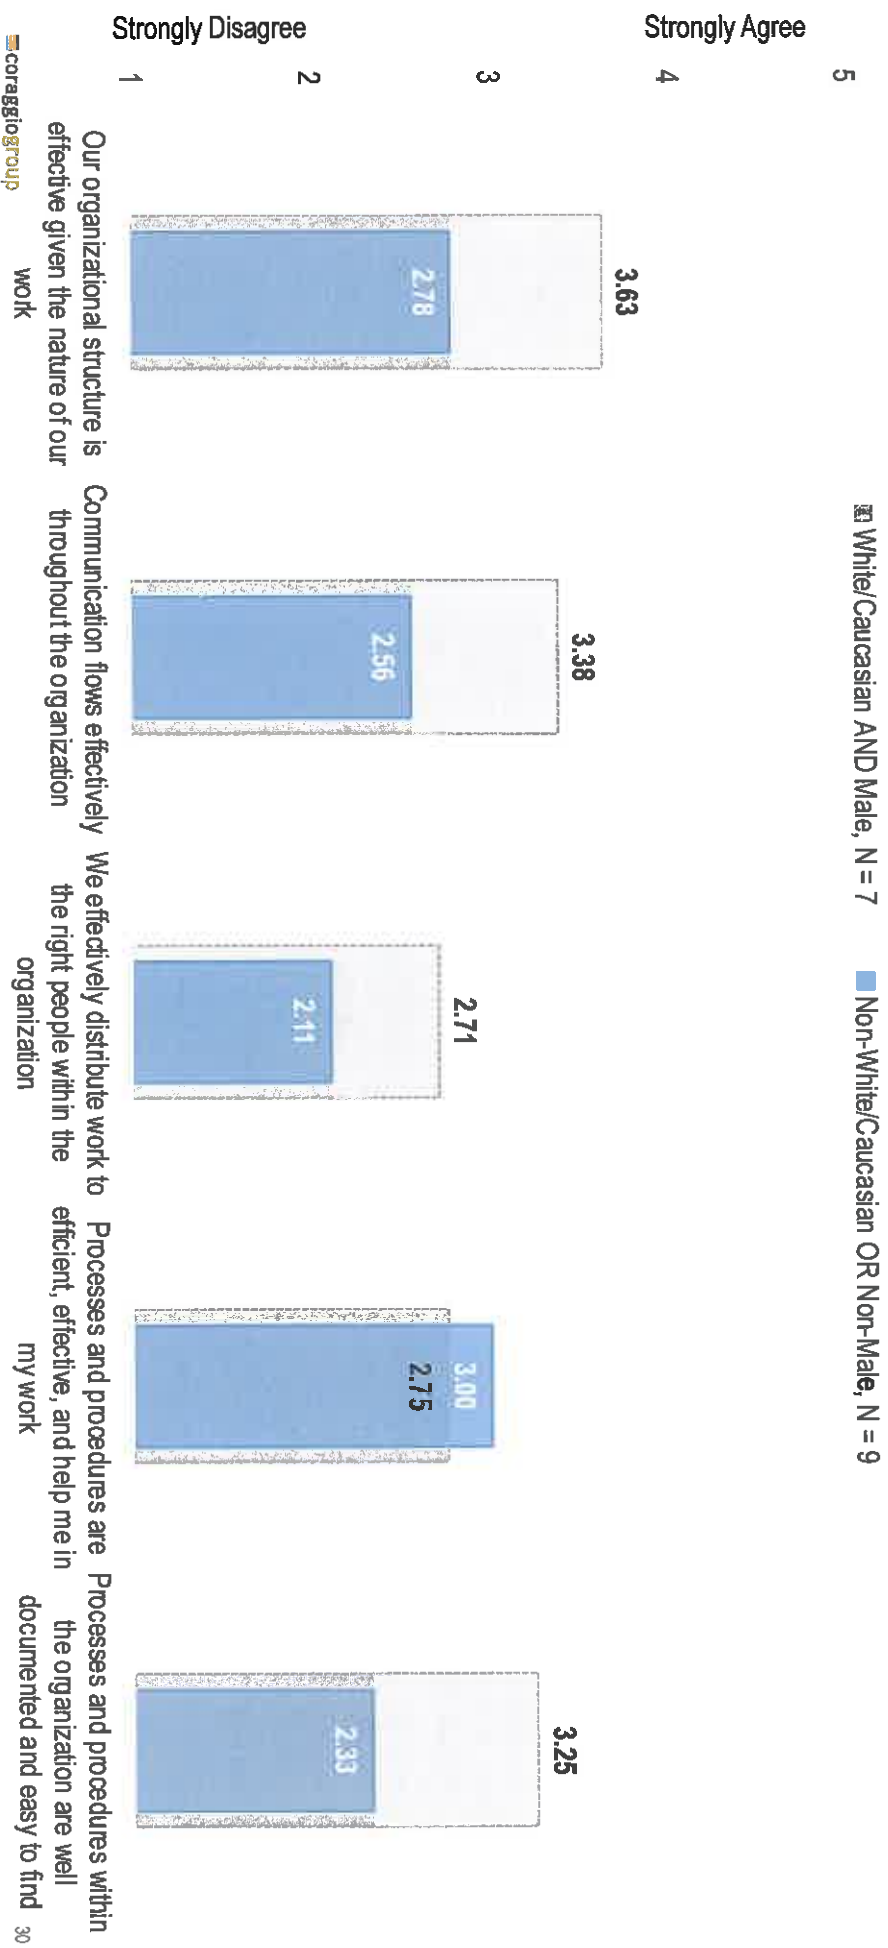 White/Caucasian AND Male, N = 7
Non-White/Caucasian OR Non-Male, N = 9
5
Strongly Agree
4
3
2
Strongly Disagree
1
3.63
2.78
3.38
2.56
2.71
2.11
3.00
2.75
3.25
2.33
Our organizational structure is
effective given the nature of our
work
Communication flows effectively
throughout the organization
We effectively distribute work to
the right people within the
organization
Processes and procedures are
efficient, effective, and help me in
my work
Processes and procedures within
the organization are well
documented and easy to find
coraggiogroup
30